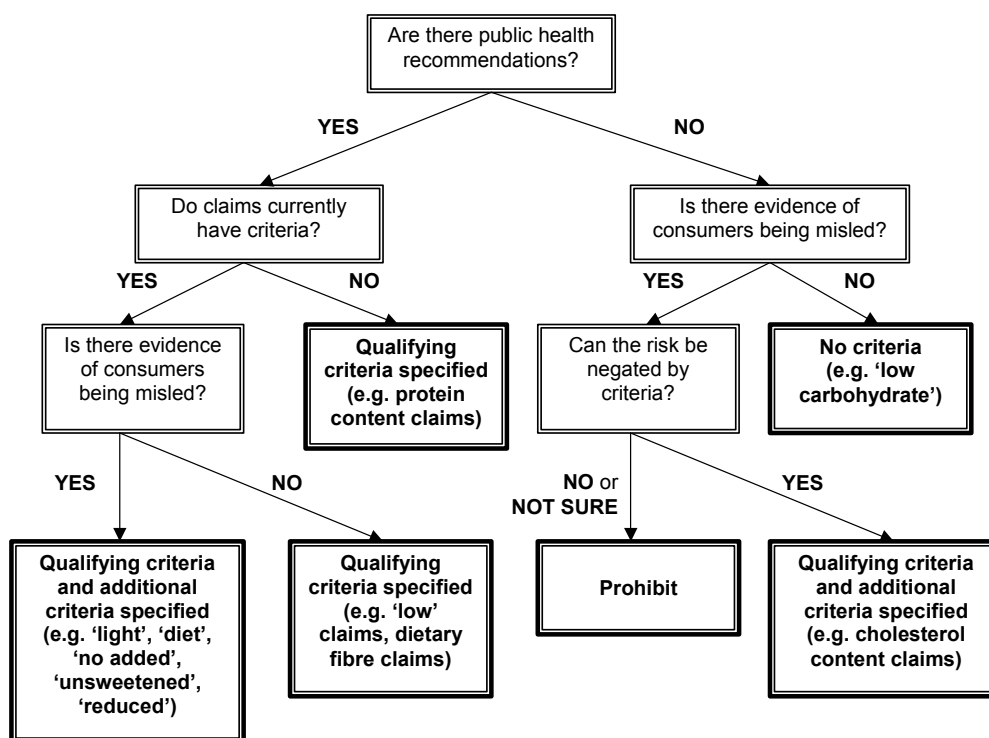 Are there public health
recommendations?
YES
NO
Do claims currently
have criteria?
Is there evidence of
consumers being misled?
YES
NO
YES
NO
Is there evidence
of consumers
being misled?
Qualifying
criteria specified
(e.g. protein
content claims)
Can the risk be
negated by
criteria?
No criteria
(e.g. ‘low
carbohydrate’)
YES
NO
NO or
NOT SURE
YES
Qualifying criteria
and additional
criteria specified
(e.g. ‘light’, ‘diet’,
‘no added’,
‘unsweetened’,
‘reduced’)
Qualifying
criteria specified
(e.g. ‘low’
claims, dietary
fibre claims)
Prohibit
Qualifying criteria
and additional
criteria specified
(e.g. cholesterol
content claims)